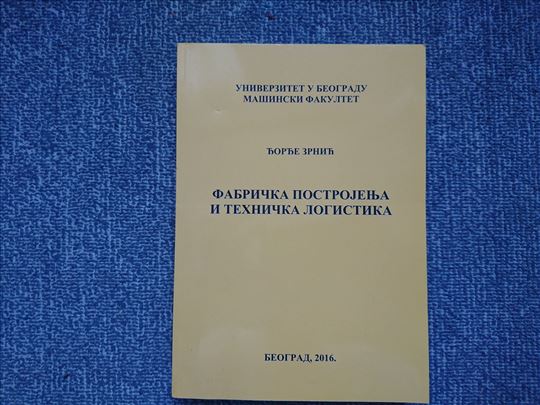 УНИВЕРЗИТЕТ У БЕОГРАДУ
МАШИНСКИ ФАКУЛТЕТ
ЂОРЂЕ ЗРНИЋ
ФАБРИЧКА ПОСТРОЈЕЊА
И ТЕХНИЧКА ЛОГИСТИКА
БЕОГРАД, 2016.